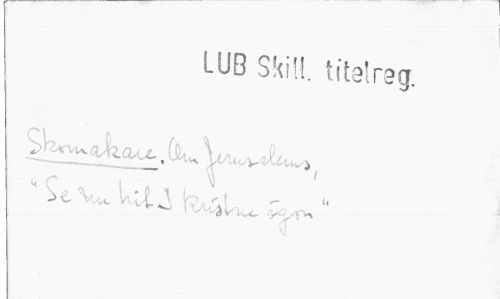 LUB Skill. titelreg.
Skomakare. Om Jerusalems,
"Se nu hit I kristne ögon"